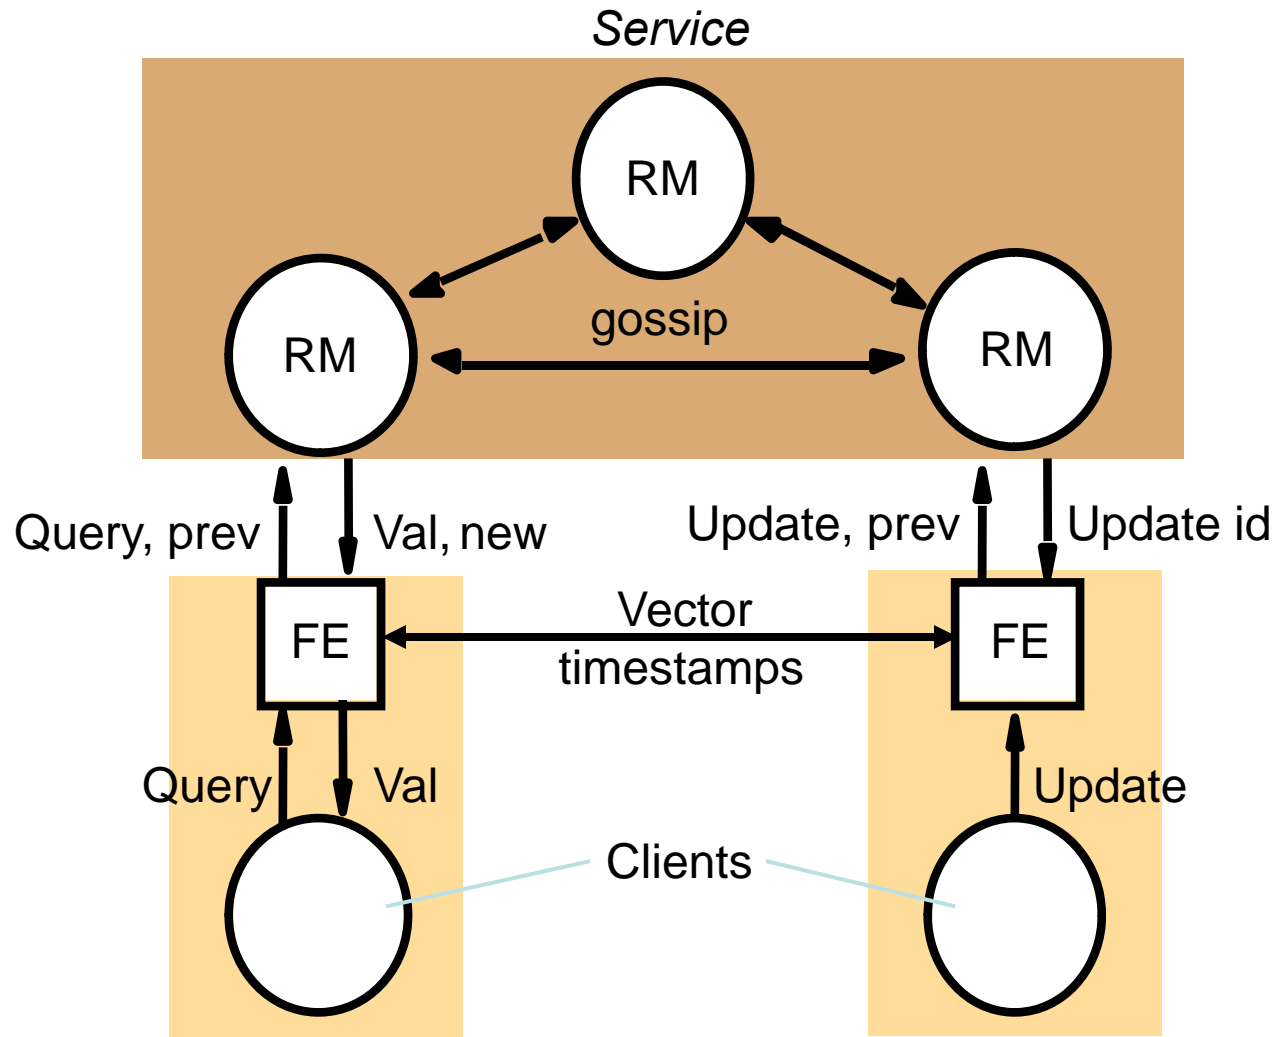 Service
RM
gossip
RM
RM
Query, prev
Val, new
Update, prev
Update id
FE
Vector
timestamps
FE
Query
Val
Update
Clients